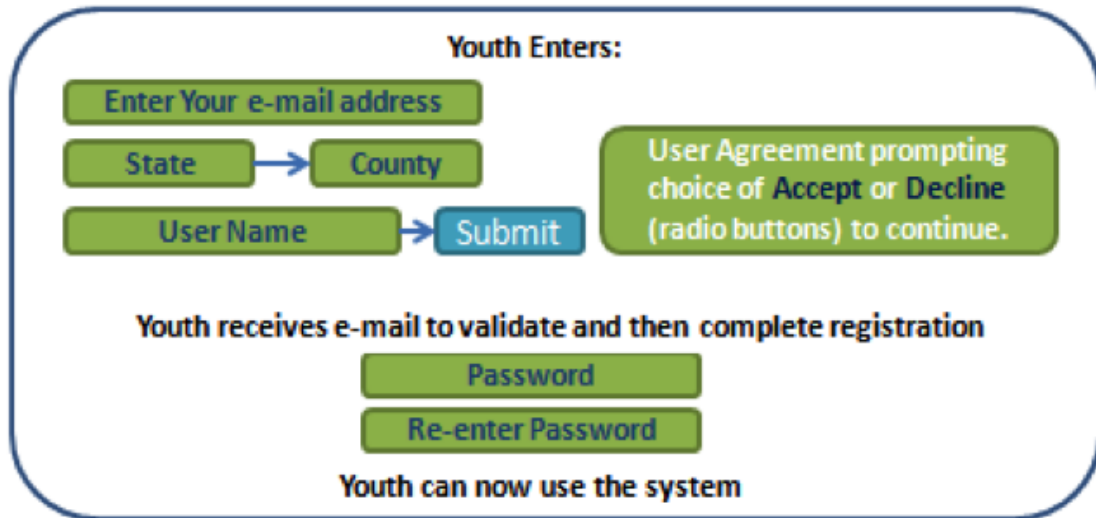 Youth Enters:
Enter Your e-mail address
State
County
User Name
Submit
User Agreement prompting
choice of Accept or Decline
(radio buttons) to continue.
Youth receives e-mail to validate and then complete registration
Password
Re-enter Password
Youth can now use the system